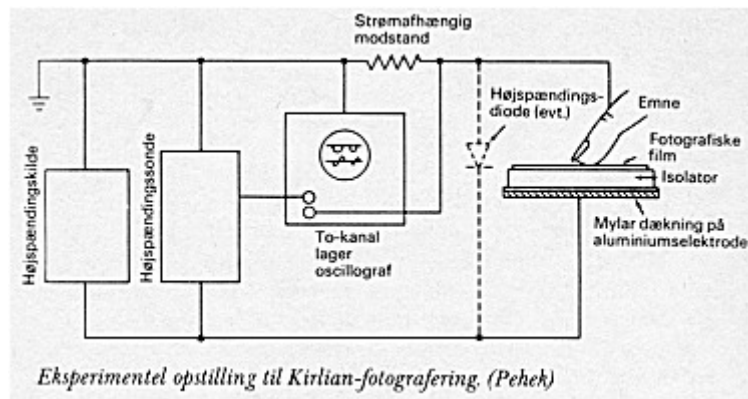 Strømafhængig
modstand
Højspændings-
diode (evt.)
Emne
Fotografiske
film
Isolator
Mylar dækning på
aluminiumselektrode
Højspændingskilde
Højspændingssonde
To-kanal
lager
oscillograf
Eksperimentel opstilling til Kirlian-fotografering. (Pehek)